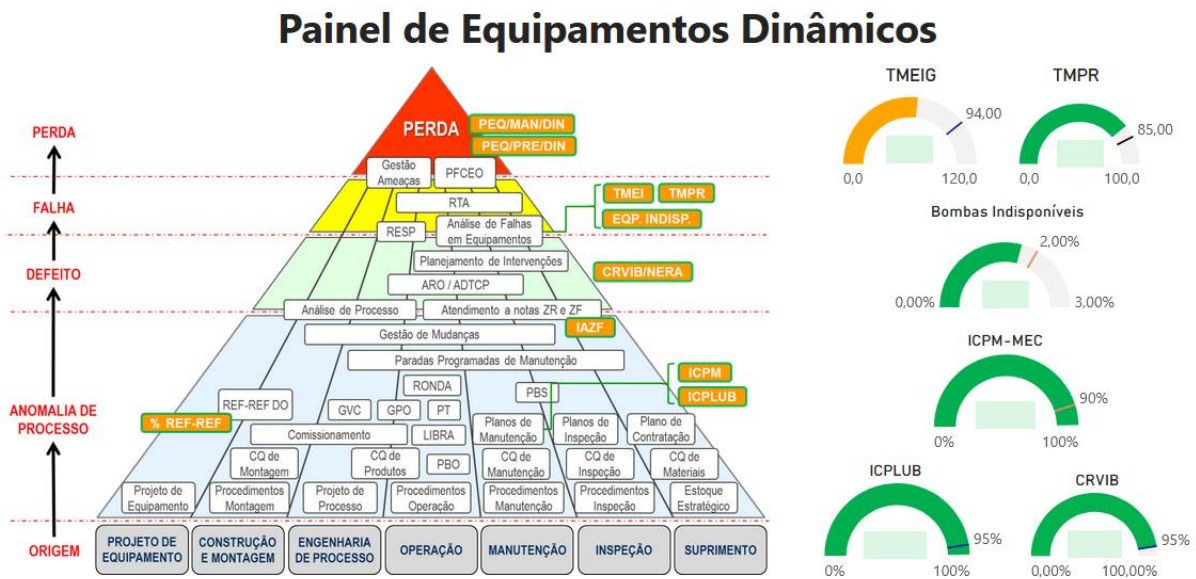 Painel de Equipamentos Dinâmicos
PERDA
FALHA
DEFEITO
ANOMALIA DE
PROCESSO
ORIGEM
PERDA
PEQ/MAN/DIN
PEQ/PRE/DIN
Gestão
Ameaças
PFCEO
RTA
TMEI
TMPR
EQP. INDISP.
RESP
Análise de Falhas
em Equipamentos
Planejamento de Intervenções
CRVIB/NERA
ARO / ADTCP
Análise de Processo
Atendimento a notas ZR e ZF
IAZF
Gestão de Mudanças
Paradas Programadas de Manutenção
ICPM
ICPLUB
RONDA
PBS
REF-REF DO
% REF-REF
GVC
GPO
PT
Planos de
Manutenção
Planos de
Inspeção
Plano de
Contratação
Comissionamento
LIBRA
CQ de
Montagem
CQ de
Produtos
PBO
CQ de
Manutenção
CQ de
Inspeção
CQ de
Materiais
Projeto de
Equipamento
Procedimentos
Montagem
Projeto de
Processo
Procedimentos
Operação
Procedimentos
Manutenção
Procedimentos
Inspeção
Estoque
Estratégico
PROJETO DE
EQUIPAMENTO
CONSTRUÇÃO
E MONTAGEM
ENGENHARIA
DE PROCESSO
OPERAÇÃO
MANUTENÇÃO
INSPEÇÃO
SUPRIMENTO
TMEIG
94,00
0,0
120,0
TMPR
85,00
0,0
100,0
Bombas Indisponíveis
2,00%
0,00%
3,00%
ICPM-MEC
90%
0%
100%
ICPLUB
95%
0%
100%
CRVIB
95%
0,00%
100,00%